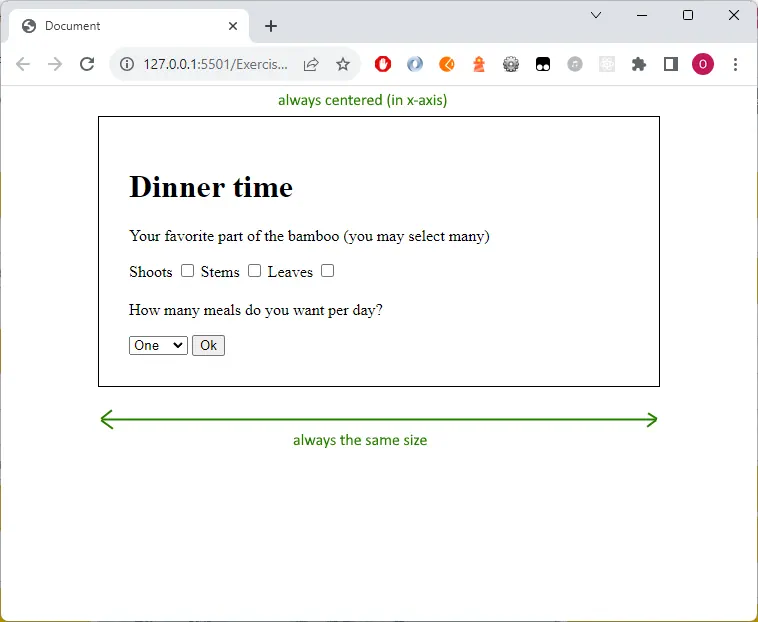 Document
127.0.0.1:5501/Exercis...
O
always centered (in x-axis)
Dinner time
Your favorite part of the bamboo (you may select many)
Shoots Stems Leaves
How many meals do you want per day?
One Ok
always the same size